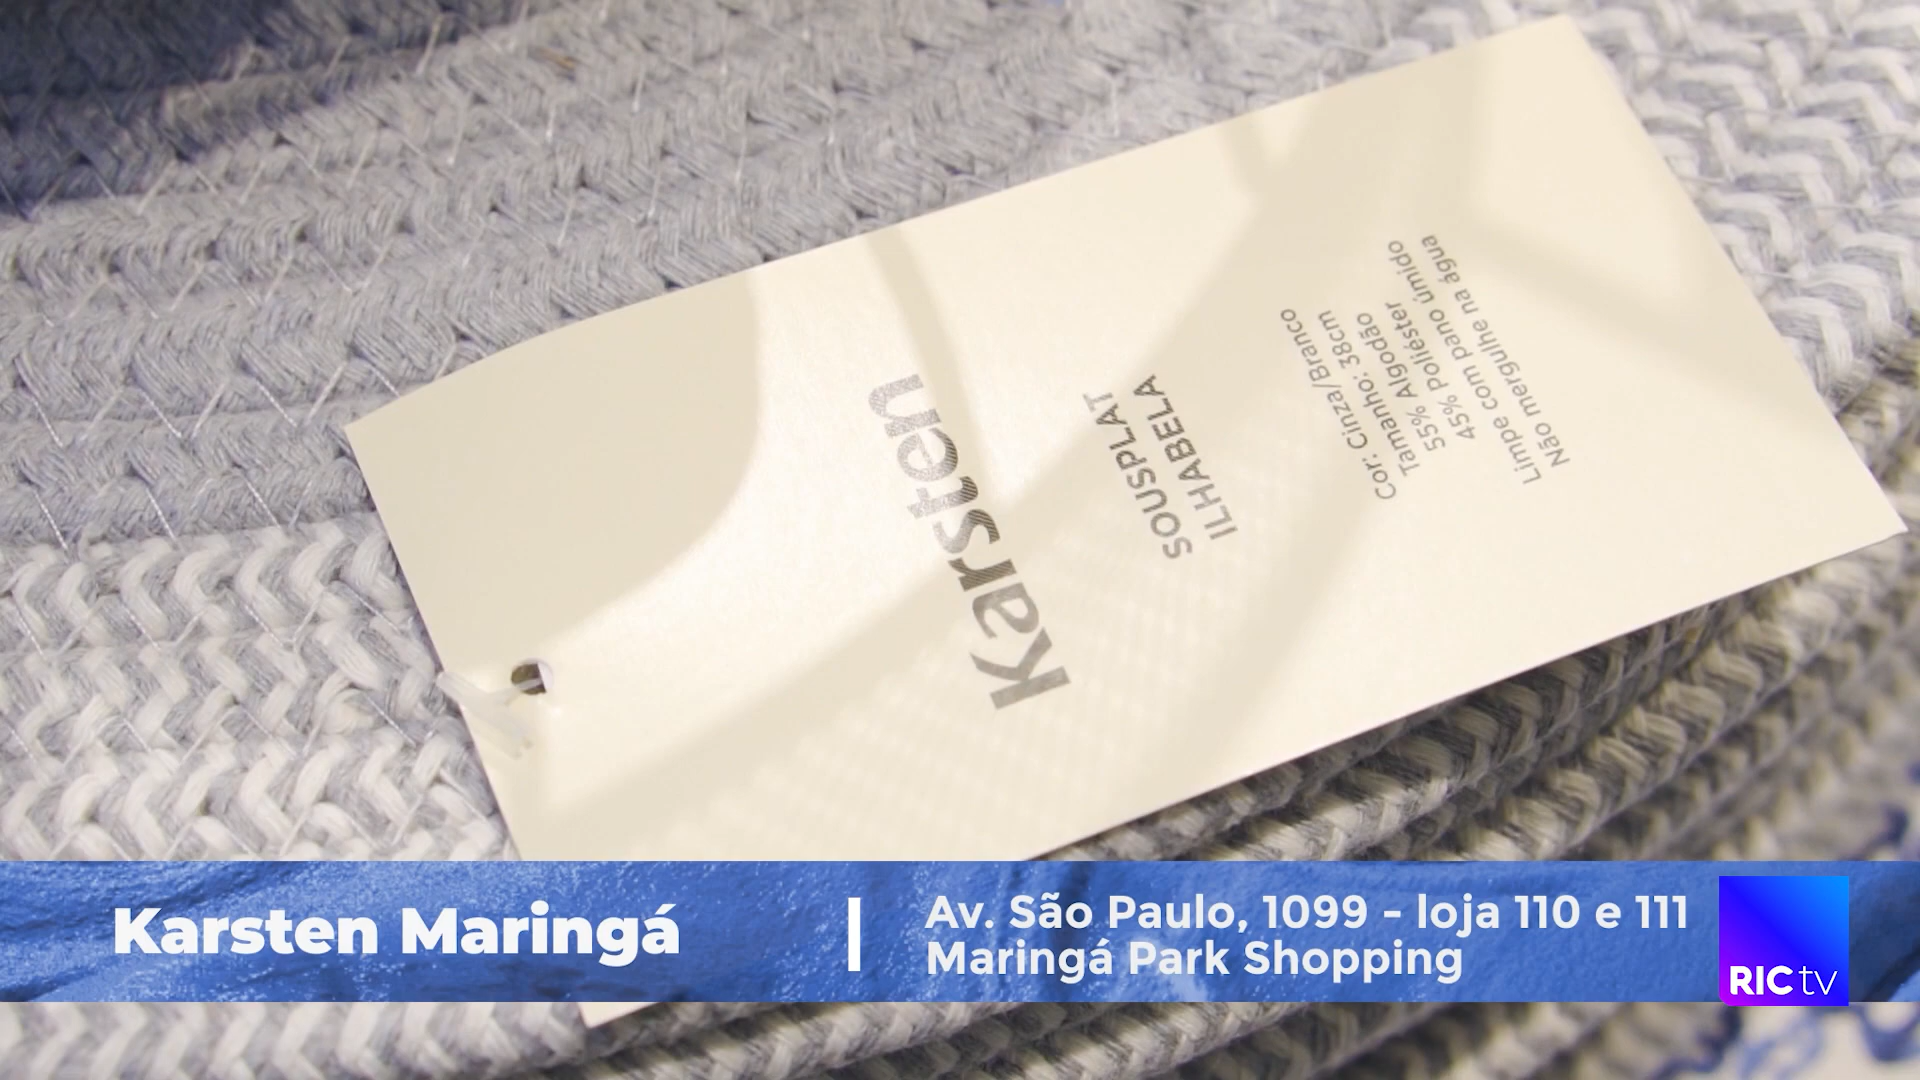 Karsten
SOUSPLAT
ILHABELA
Cor: Cinza/Branco
Tamanho: 38cm
55% Algodão
45% poliéster
Limpe com pano úmido
Não mergulhe na água
Karsten Maringá
Av. São Paulo, 1099 - loja 110 e 111
Maringá Park Shopping
RIC tv